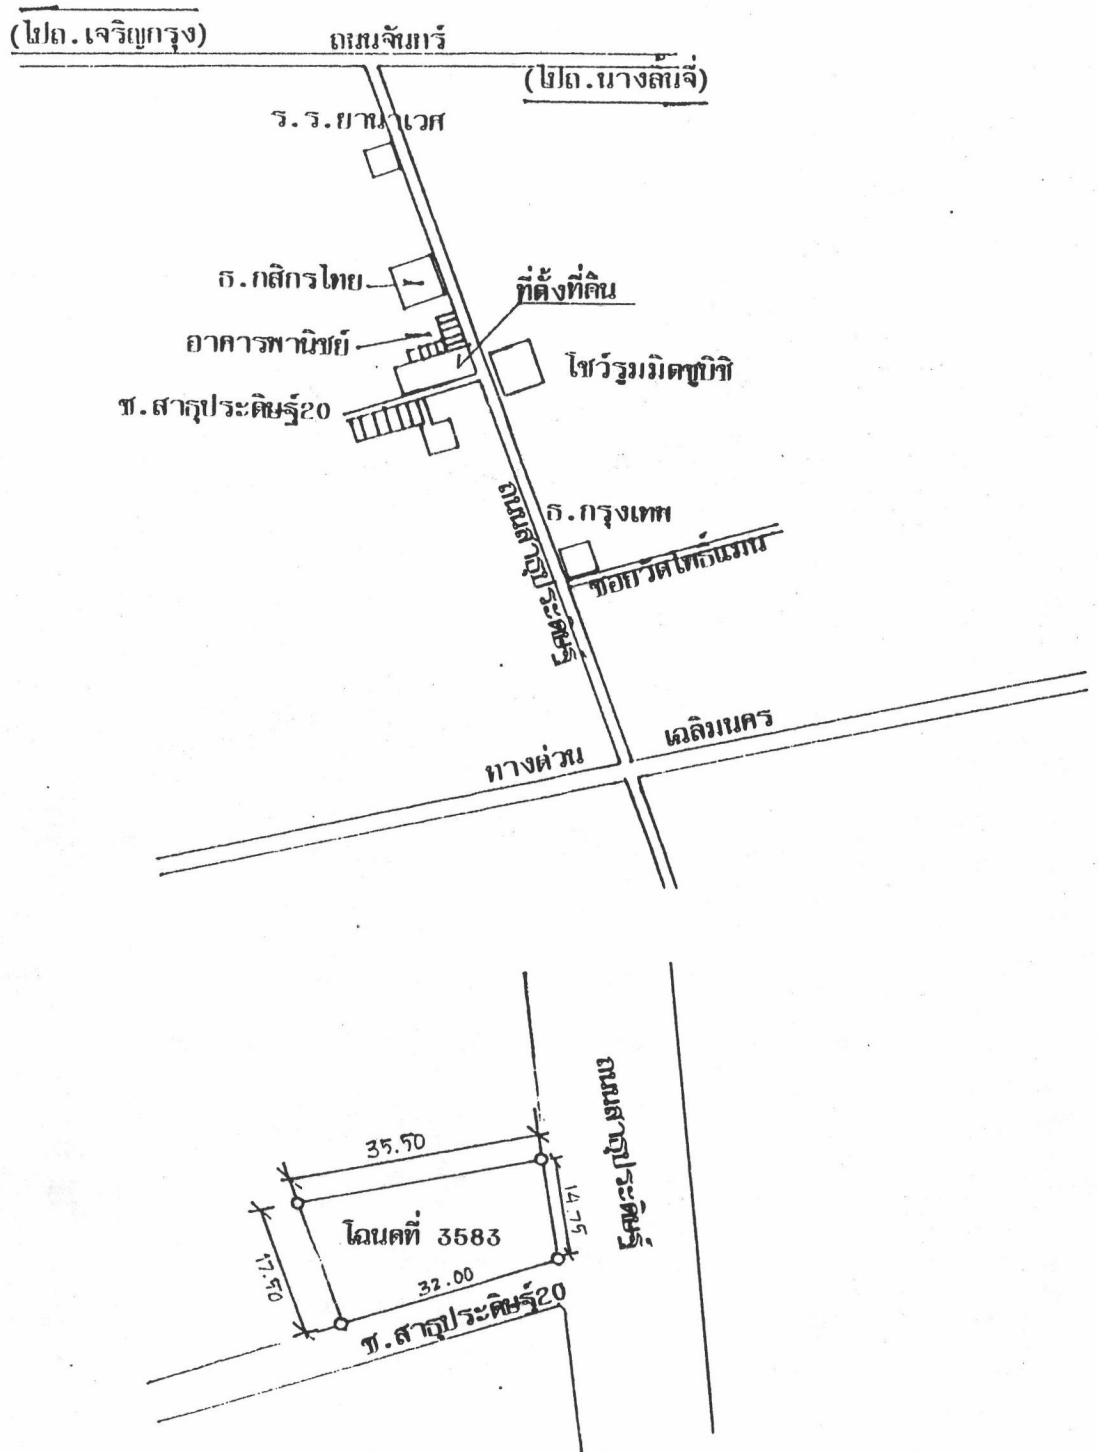 (ไปถ.เจริญกรุง)
ถนนจันทร์
(ไปถ.นางลิ้นจี่)
ร.ร.ยานาเวศ
ธ.กสิกรไทย
ที่ตั้งที่ดิน
อาคารพานิชย์
โชว์รูมมิตซูบิชิ
ซ.สาธุประดิษฐ์20
ธ.กรุงเทพ
ถนนสาธุประดิษฐ์
ซอยวัดโพธิ์แมน
เฉลิมนคร
ทางด่วน
ถนนสาธุประดิษฐ์
35.50
14.75
โฉนดที่ 3583
17.50
32.00
ซ.สาธุประดิษฐ์20